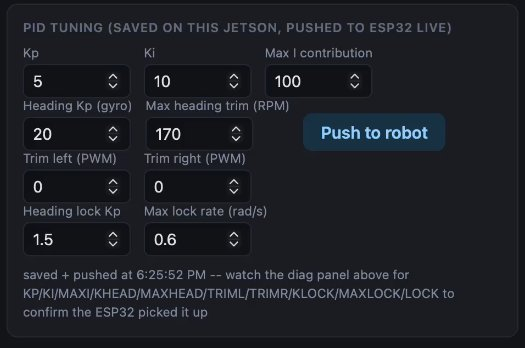 PID TUNING (SAVED ON THIS JETSON, PUSHED TO ESP32 LIVE)
Kp Ki Max I contribution
5 10 100
Heading Kp (gyro) Max heading trim (RPM)
20 170 Push to robot
Trim left (PWM) Trim right (PWM)
0 0
Heading lock Kp Max lock rate (rad/s)
1.5 0.6
saved + pushed at 6:25:52 PM -- watch the diag panel above for
KP/KI/MAXI/KHEAD/MAXHEAD/TRIML/TRIMR/KLOCK/MAXLOCK/LOCK to
confirm the ESP32 picked it up